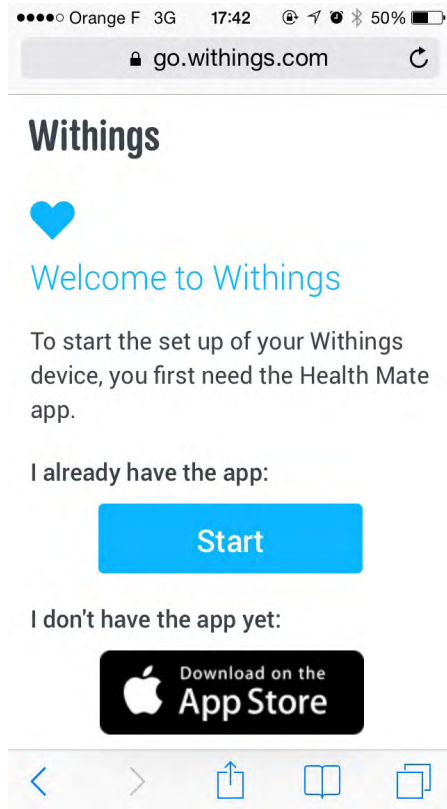 Orange F 3G 17:42 50%
go.withings.com
Withings
Welcome to Withings
To start the set up of your Withings
device, you first need the Health Mate
app.
I already have the app:
Start
I don't have the app yet:
Download on the
App Store